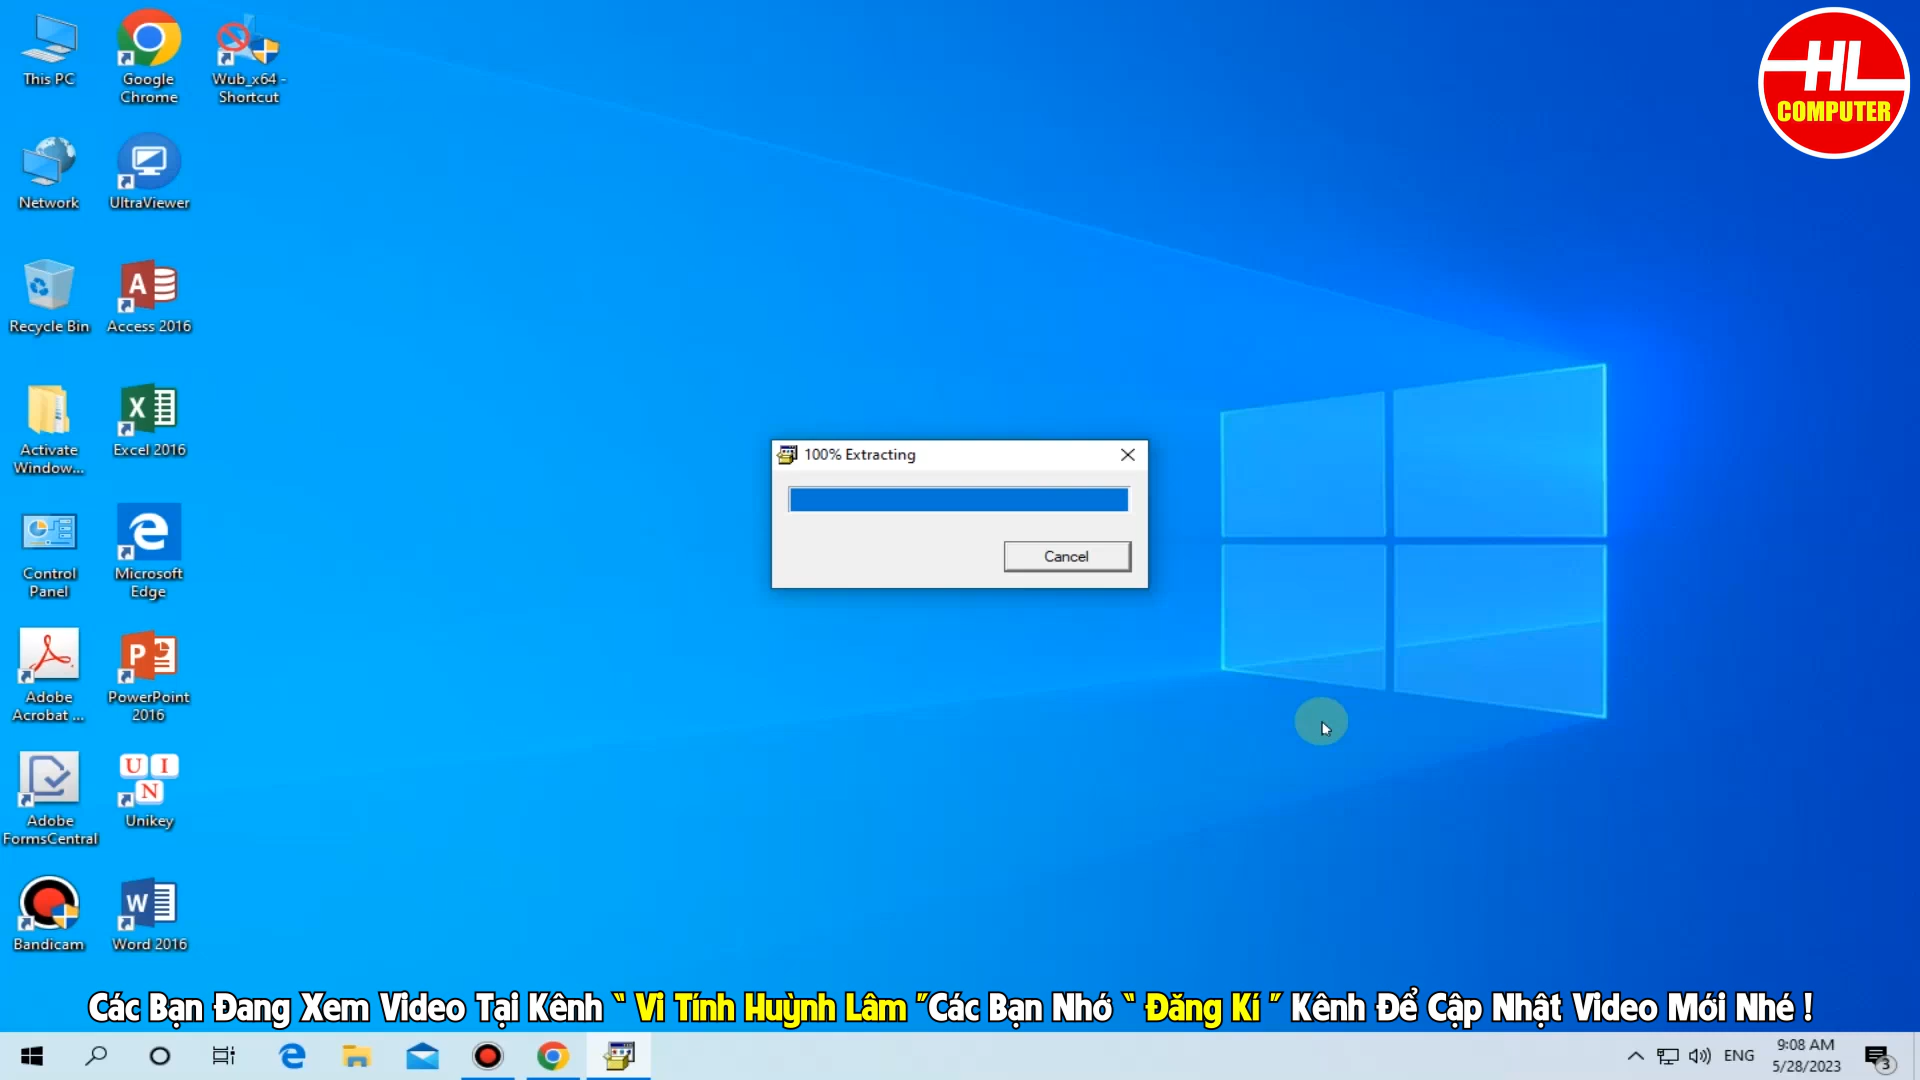 This PC
Google
Chrome
Wub_x64 -
Shortcut
HL
COMPUTER
Network
UltraViewer
Recycle Bin
Access 2016
Activate
Window...
Excel 2016
100% Extracting
Cancel
Control
Panel
Microsoft
Edge
Adobe
Acrobat ...
PowerPoint
2016
Adobe
FormsCentral
U I
N
Unikey
Bandicam
Word 2016
Các Bạn Đang Xem Video Tại Kênh “ Vi Tính Huỳnh Lâm ”Các Bạn Nhớ “ Đăng Kí ” Kênh Để Cập Nhật Video Mới Nhé !
ENG
9:08 AM
5/28/2023
3